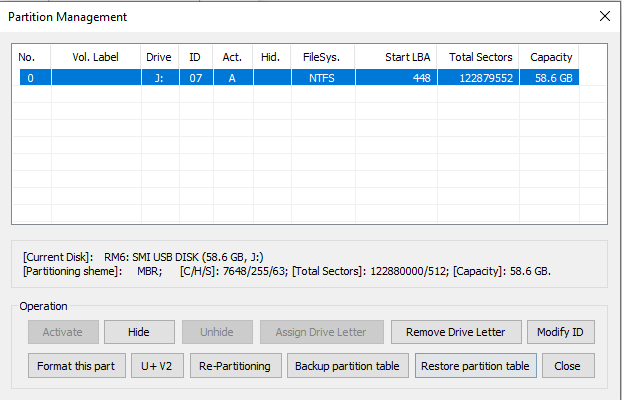 Partition Management
No. Vol. Label Drive ID Act. Hid. FileSys. Start LBA Total Sectors Capacity
0 J: 07 A NTFS 448 122879552 58.6 GB
[Current Disk]: RM6: SMI USB DISK (58.6 GB, J:)
[Partitioning sheme]: MBR; [C/H/S]: 7648/255/63; [Total Sectors]: 122880000/512; [Capacity]: 58.6 GB.
Operation
Activate Hide Unhide Assign Drive Letter Remove Drive Letter Modify ID
Format this part U+ V2 Re-Partitioning Backup partition table Restore partition table Close